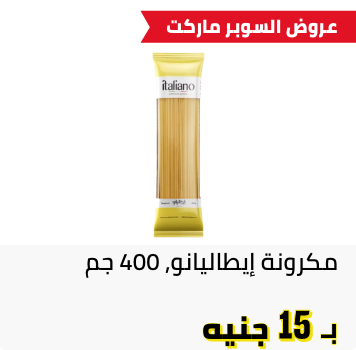 عروض السوبر ماركت
italiano
مكرونة إيطاليانو, 400 جم
بـ 15 جنيه